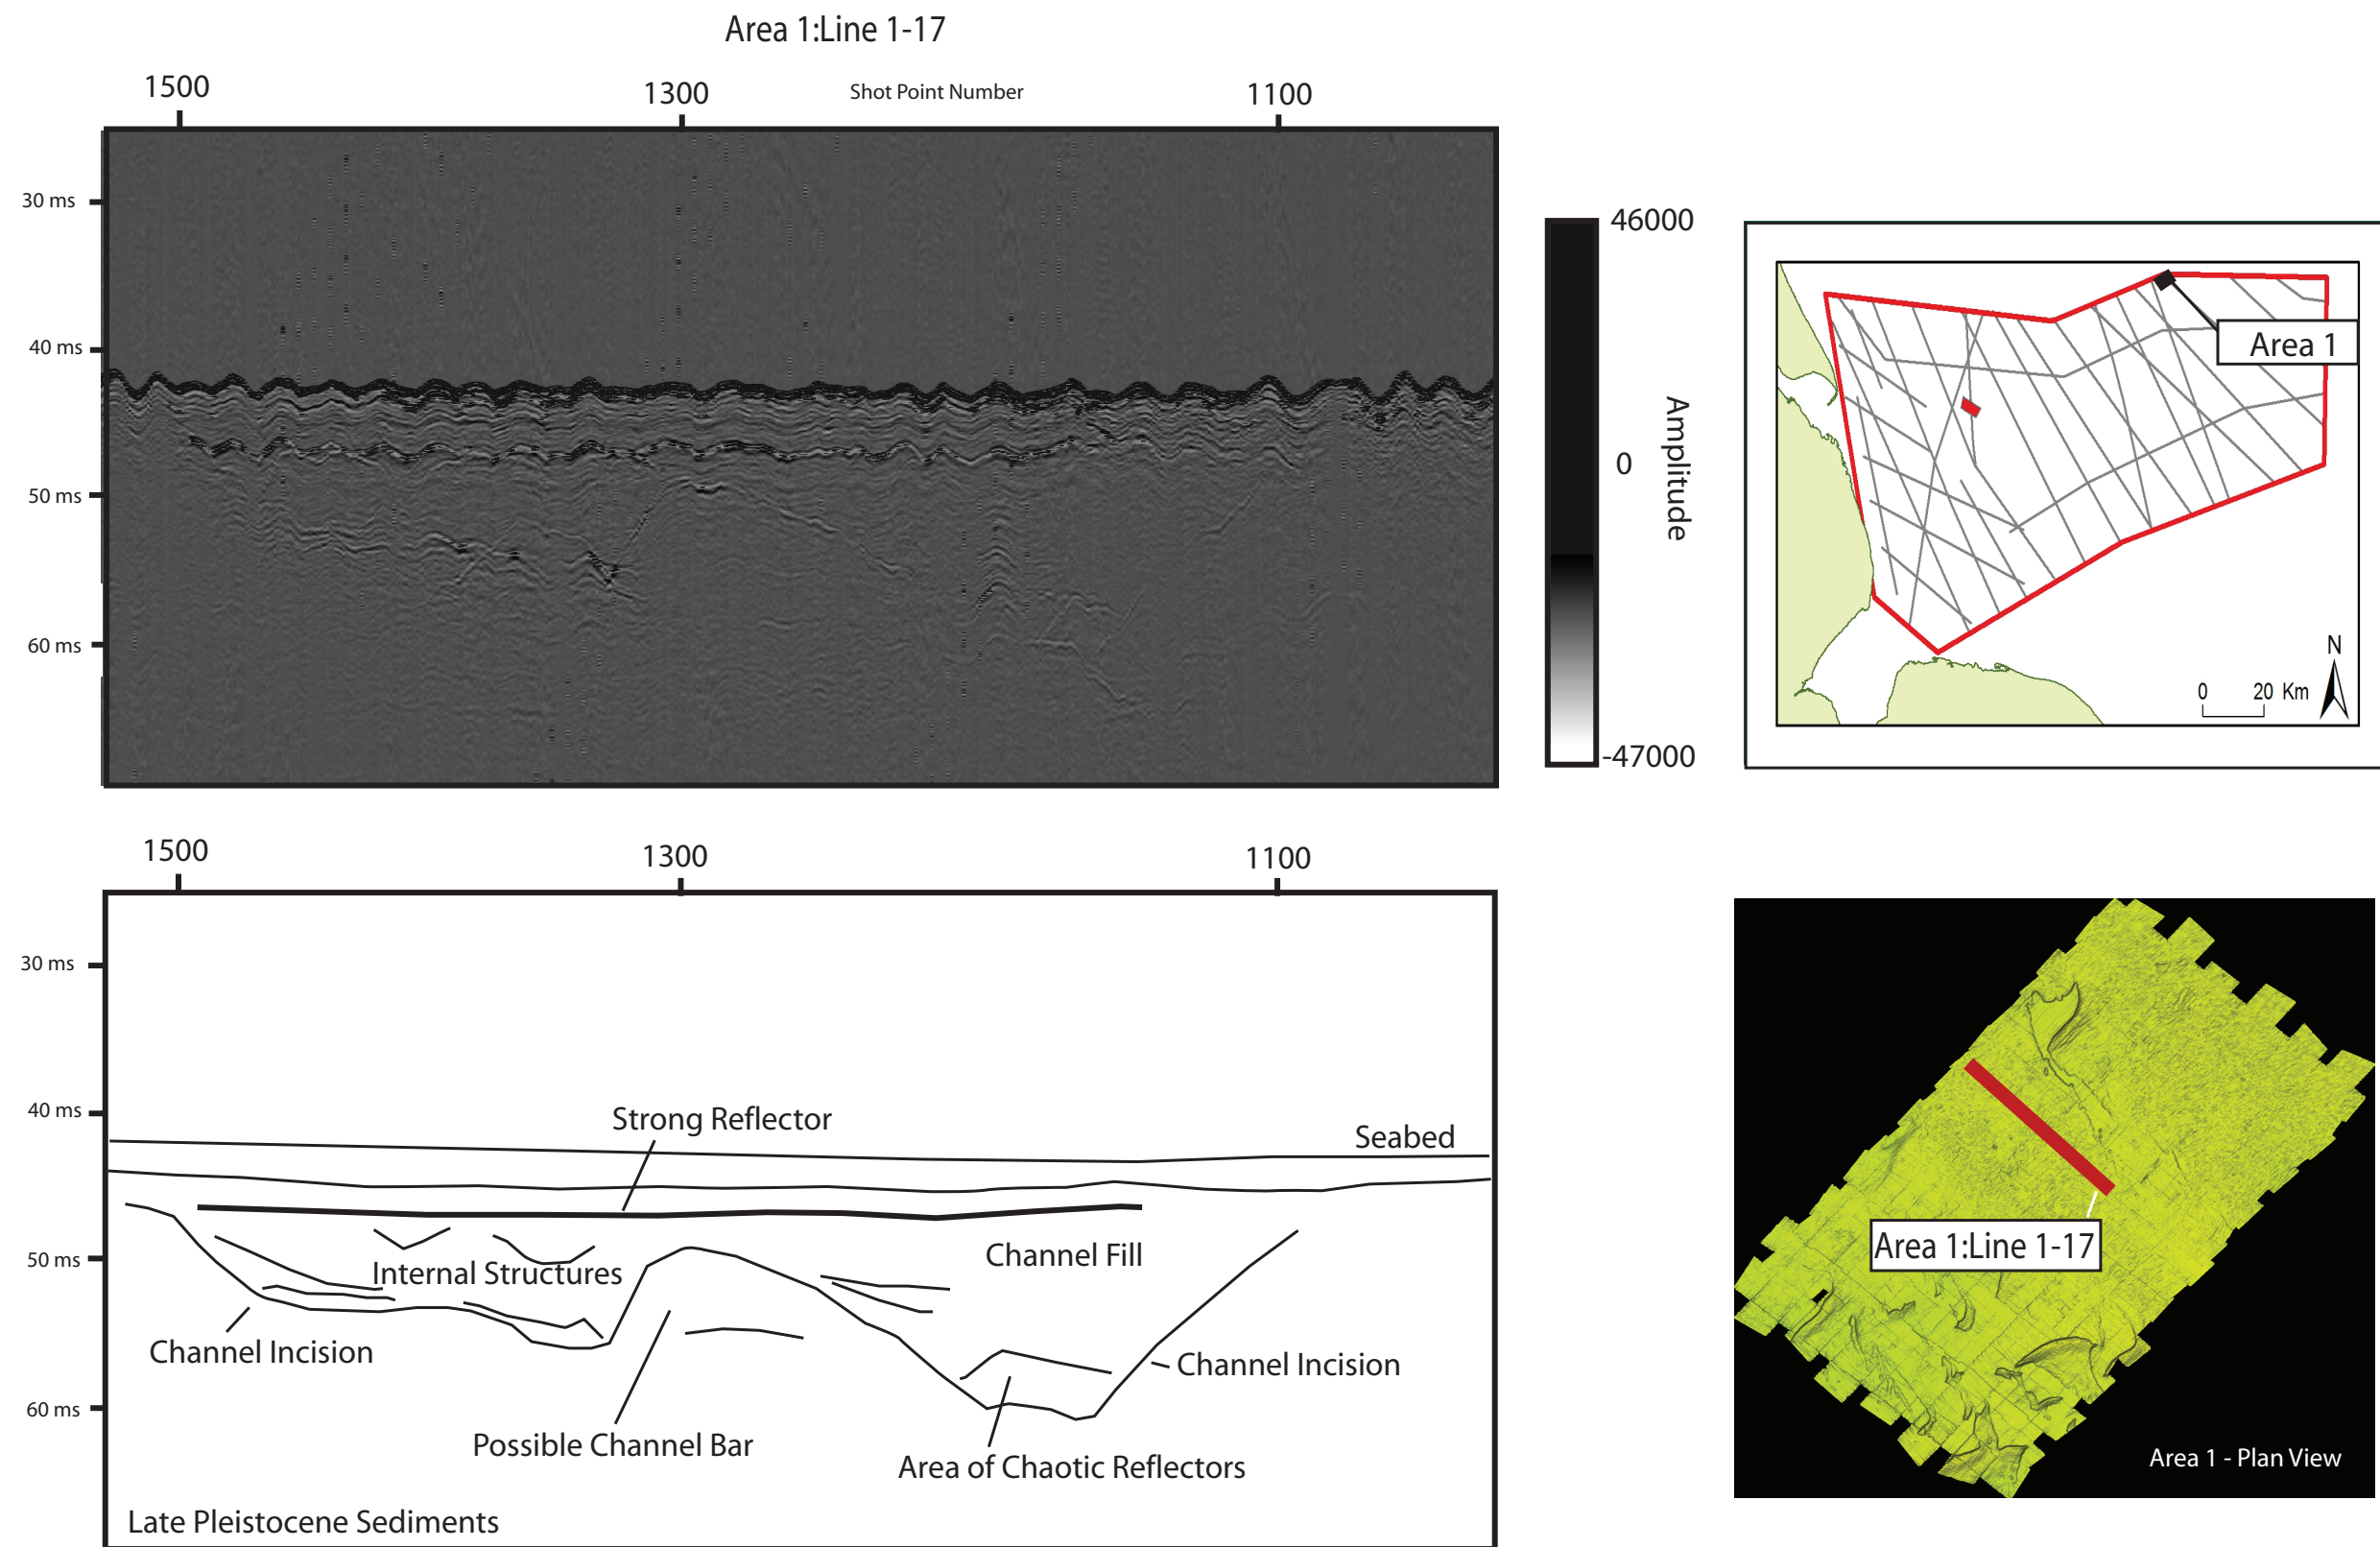 Area 1:Line 1-17
1500
1300
Shot Point Number
1100
30 ms
40 ms
50 ms
60 ms
46000
0
-47000
Amplitude
Area 1
N
0 20 Km
1500
1300
1100
30 ms
40 ms
50 ms
60 ms
Strong Reflector
Seabed
Internal Structures
Channel Fill
Channel Incision
Channel Incision
Possible Channel Bar
Area of Chaotic Reflectors
Late Pleistocene Sediments
Area 1:Line 1-17
Area 1 - Plan View